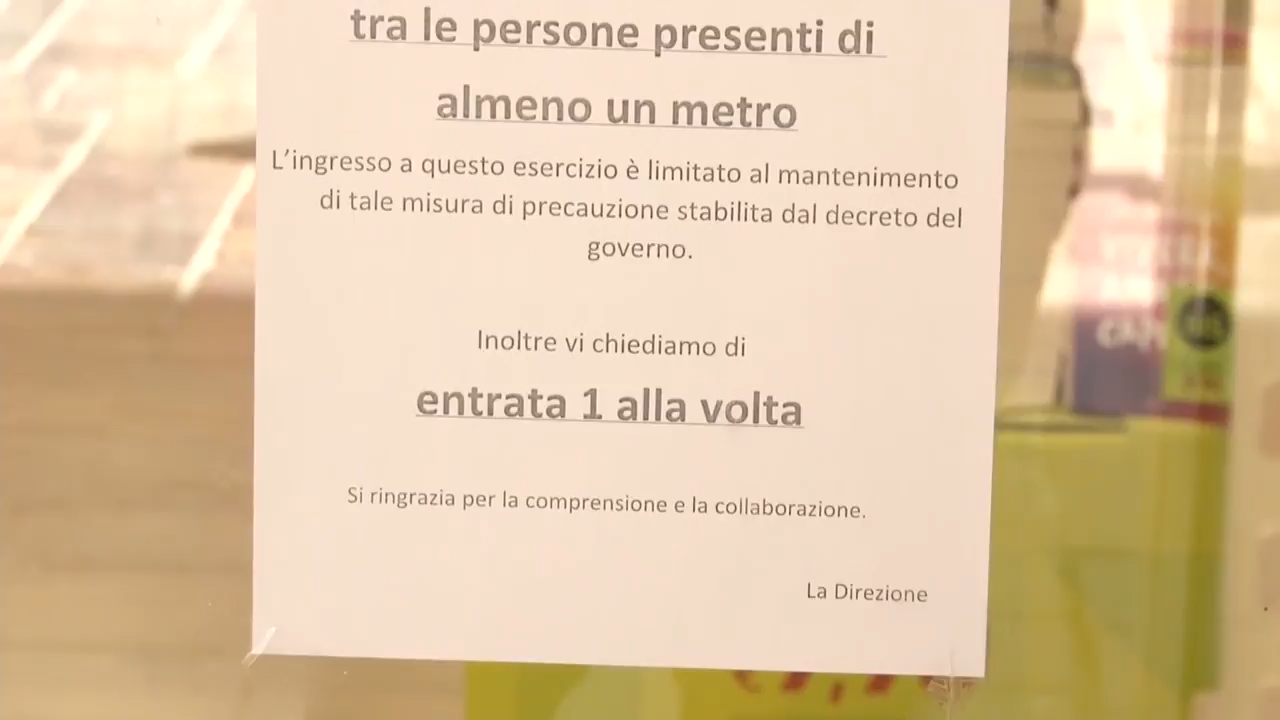 tra le persone presenti di
almeno un metro
L'ingresso a questo esercizio è limitato al mantenimento
di tale misura di precauzione stabilita dal decreto del
governo.
Inoltre vi chiediamo di
entrata 1 alla volta
Si ringrazia per la comprensione e la collaborazione.
La Direzione